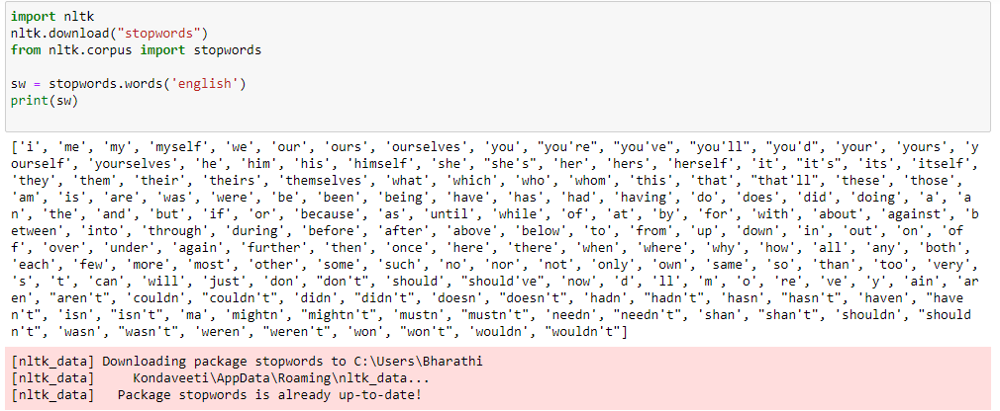 import nltk
nltk.download("stopwords")
from nltk.corpus import stopwords
sw = stopwords.words('english')
print(sw)
['i', 'me', 'my', 'myself', 'we', 'our', 'ours', 'ourselves', 'you', "you're", "you've", "you'll", "you'd", 'your', 'yours', 'y
ourself', 'yourselves', 'he', 'him', 'his', 'himself', 'she', "she's", 'her', 'hers', 'herself', 'it', "it's", 'its', 'itself',
'they', 'them', 'their', 'theirs', 'themselves', 'what', 'which', 'who', 'whom', 'this', 'that', "that'll", 'these', 'those',
'am', 'is', 'are', 'was', 'were', 'be', 'been', 'being', 'have', 'has', 'had', 'having', 'do', 'does', 'did', 'doing', 'a', 'a
n', 'the', 'and', 'but', 'if', 'or', 'because', 'as', 'until', 'while', 'of', 'at', 'by', 'for', 'with', 'about', 'against', 'b
etween', 'into', 'through', 'during', 'before', 'after', 'above', 'below', 'to', 'from', 'up', 'down', 'in', 'out', 'on', 'of
f', 'over', 'under', 'again', 'further', 'then', 'once', 'here', 'there', 'when', 'where', 'why', 'how', 'all', 'any', 'both',
'each', 'few', 'more', 'most', 'other', 'some', 'such', 'no', 'nor', 'not', 'only', 'own', 'same', 'so', 'than', 'too', 'very',
's', 't', 'can', 'will', 'just', 'don', "don't", 'should', "should've", 'now', 'd', 'll', 'm', 'o', 're', 've', 'y', 'ain', 'ar
en', "aren't", 'couldn', "couldn't", 'didn', "didn't", 'doesn', "doesn't", 'hadn', "hadn't", 'hasn', "hasn't", 'haven', "have
n't", 'isn', "isn't", 'ma', 'mightn', "mightn't", 'mustn', "mustn't", 'needn', "needn't", 'shan', "shan't", 'shouldn', "should
n't", 'wasn', "wasn't", 'weren', "weren't", 'won', "won't", 'wouldn', "wouldn't"]
[nltk_data] Downloading package stopwords to C:\Users\Bharathi
[nltk_data]     Kondaveeti\AppData\Roaming\nltk_data...
[nltk_data]   Package stopwords is already up-to-date!